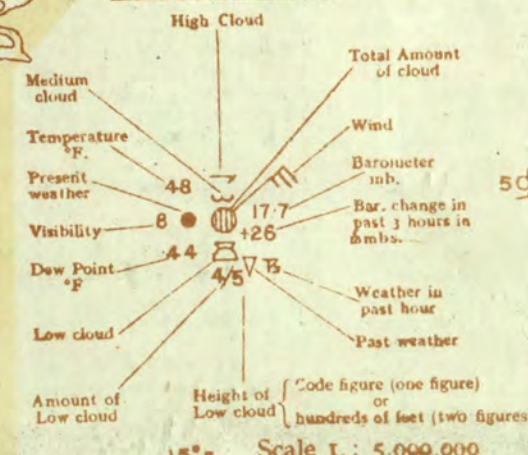 High Cloud
Total Amount
of cloud
Medium
cloud
Wind
Temperature
°F.
Barometer
mb.
Present
weather
48
17.7
Bar. change in
past 3 hours in
mbs.
Visibility
8
+26
44
Dew Point
°F
4/5
Weather in
past hour
Low cloud
Past weather
Amount of
Low cloud
Height of
Low cloud
Code figure (one figure)
or
hundreds of feet (two figures
Scale 1 : 5,000,000